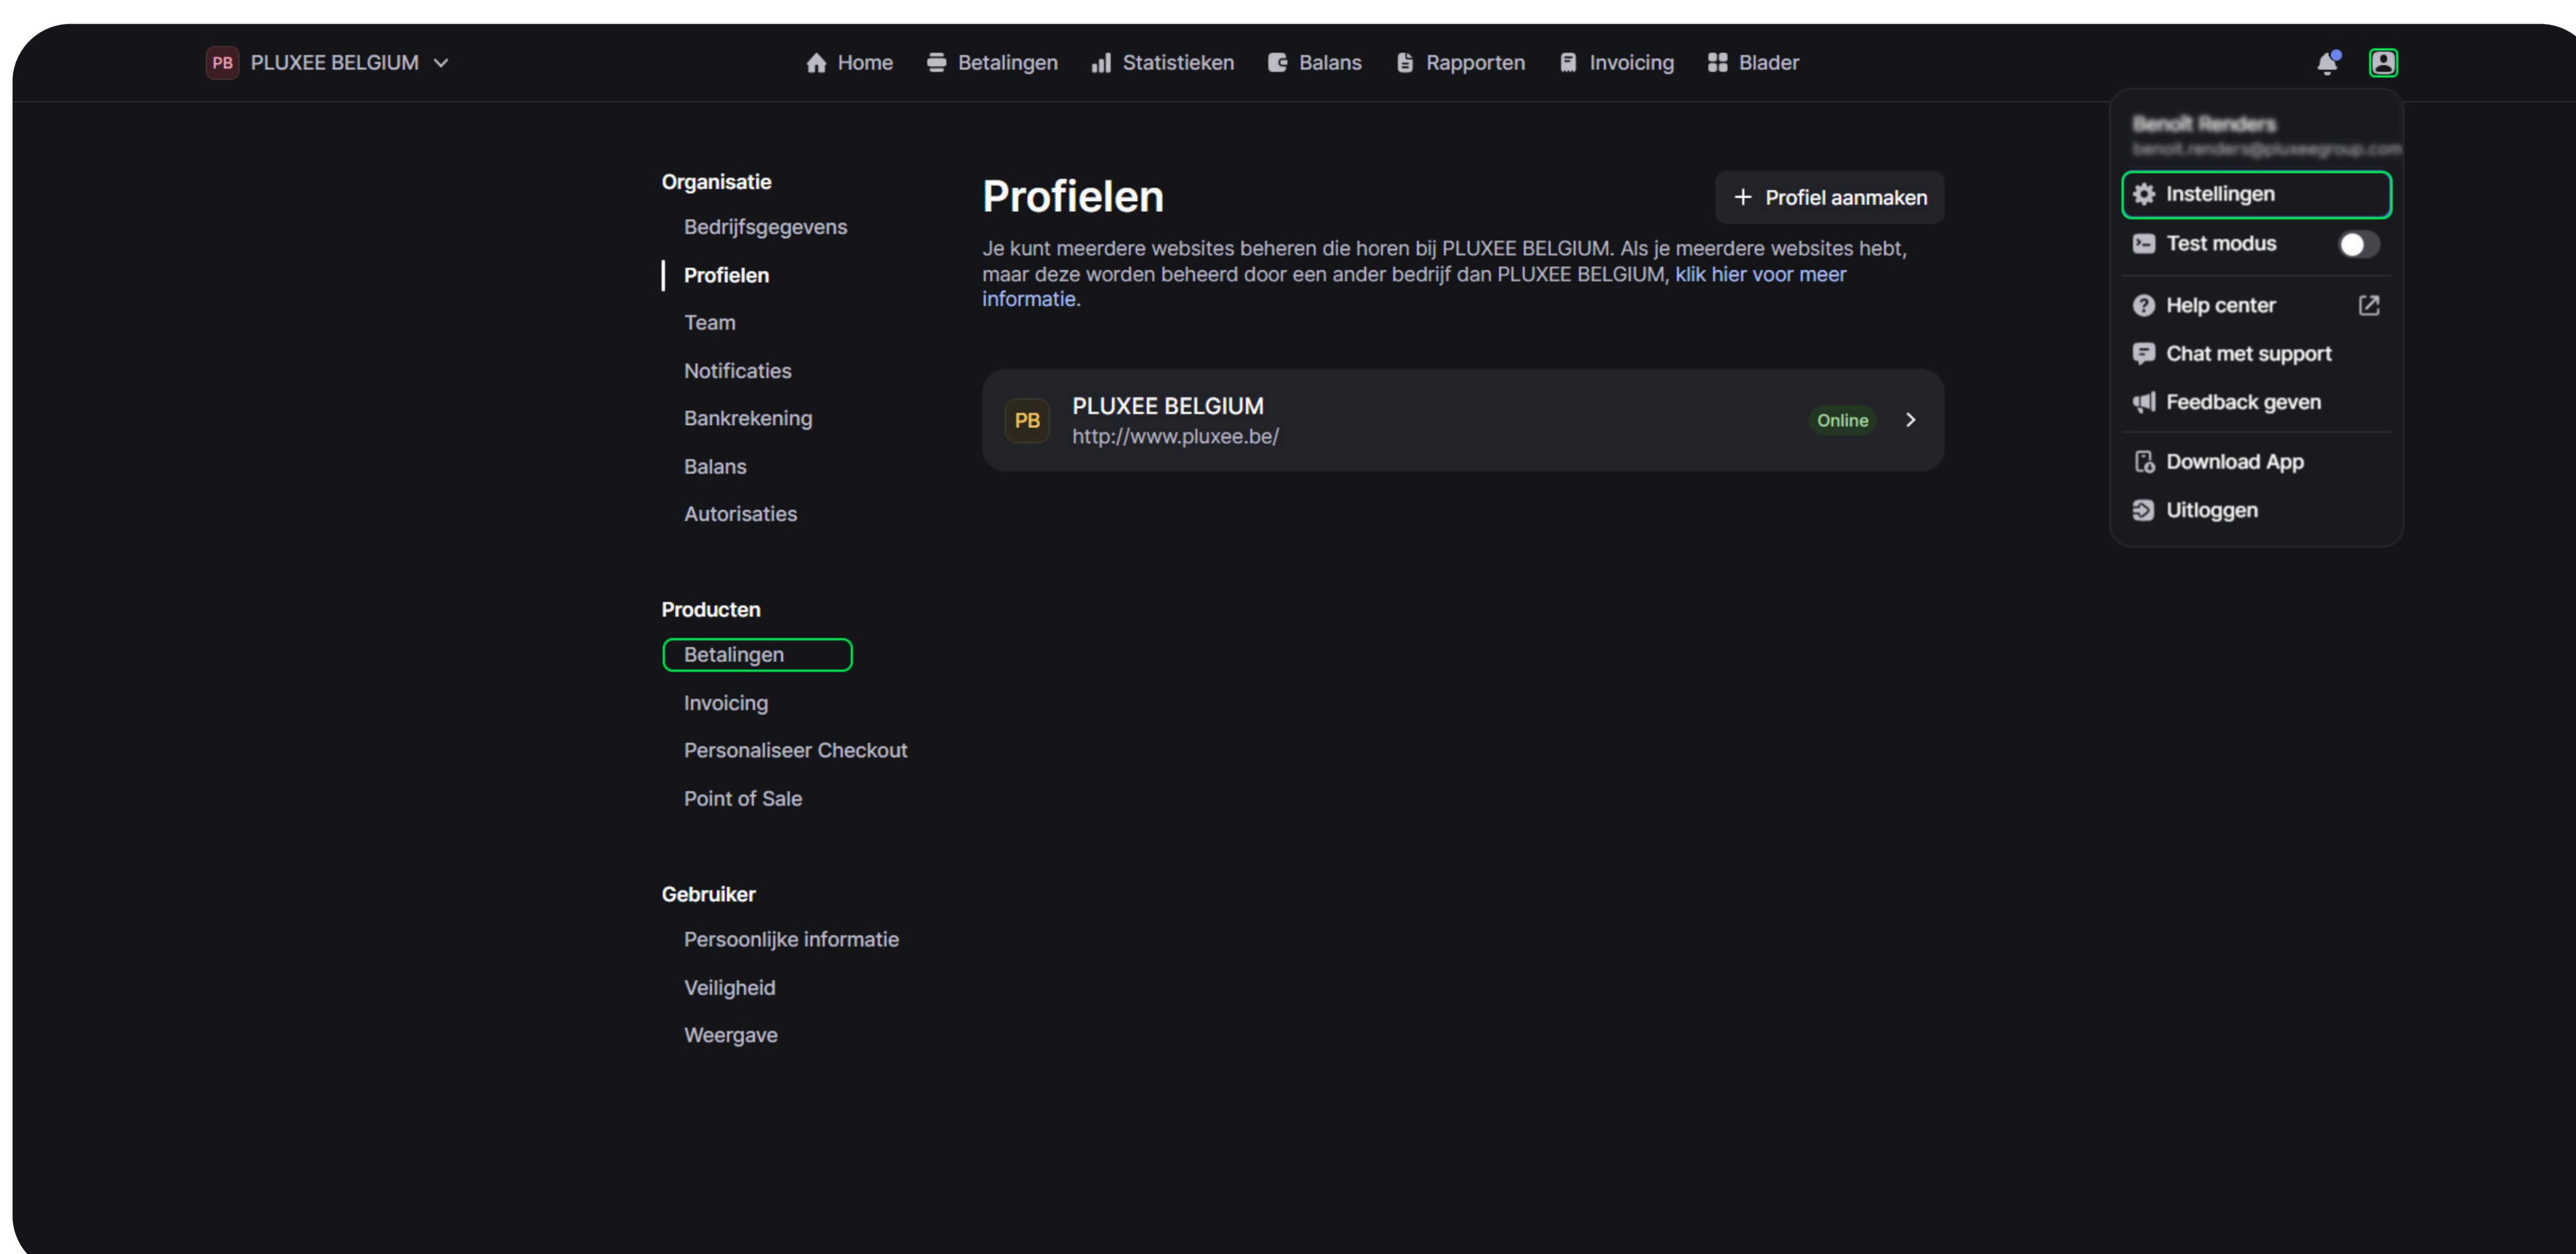 PB PLUXEE BELGIUM
Home Betalingen Statistieken Balans Rapporten Invoicing Blader
Instellingen
Test modus
Help center
Chat met support
Feedback geven
Download App
Uitloggen
Organisatie
Bedrijfsgegevens
Profielen
Team
Notificaties
Bankrekening
Balans
Autorisaties
Producten
Betalingen
Invoicing
Personaliseer Checkout
Point of Sale
Gebruiker
Persoonlijke informatie
Veiligheid
Weergave
Profielen
+ Profiel aanmaken
Je kunt meerdere websites beheren die horen bij PLUXEE BELGIUM. Als je meerdere websites hebt,
maar deze worden beheerd door een ander bedrijf dan PLUXEE BELGIUM, klik hier voor meer
informatie.
PB
PLUXEE BELGIUM
http://www.pluxee.be/
Online